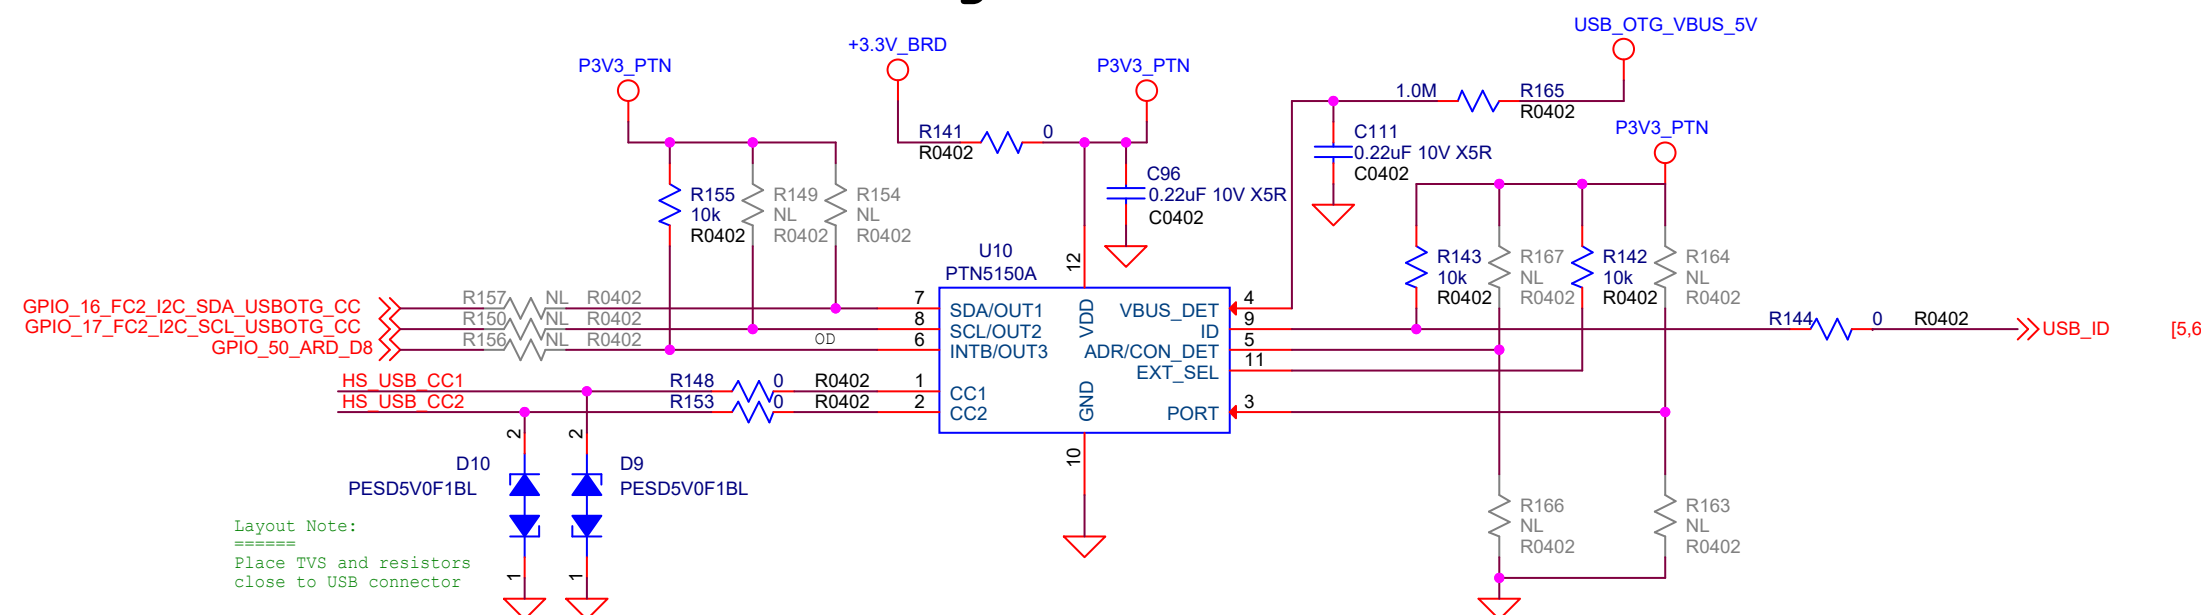 USB_OTG_VBUS_5V
+3.3V_BRD
P3V3_PTN
P3V3_PTN
1.0M
R165
R0402
P3V3_PTN
R141
0
R0402
C111
0.22uF 10V X5R
C0402
C96
0.22uF 10V X5R
C0402
R155
10k
R0402
R149
NL
R0402
R154
NL
R0402
U10
PTN5150A
R143
10k
R0402
R167
NL
R0402
R142
10k
R0402
R164
NL
R0402
12
GPIO_16_FC2_I2C_SDA_USBOTG_CC
R157
NL
R0402
7
SDA/OUT1
VDD
VBUS_DET
4
GPIO_17_FC2_I2C_SCL_USBOTG_CC
R150
NL
R0402
8
SCL/OUT2
ID
9
R144
0
R0402
USB_ID
[5,6
GPIO_50_ARD_D8
R156
NL
R0402
OD
6
INTB/OUT3
ADR/CON_DET
5
EXT_SEL
11
HS_USB_CC1
R148
0
R0402
1
CC1
HS_USB_CC2
R153
0
R0402
2
CC2
GND
PORT
3
10
2
2
D10
PESD5V0F1BL
D9
PESD5V0F1BL
1
1
R166
NL
R0402
R163
NL
R0402
Layout Note:
======
Place TVS and resistors
close to USB connector